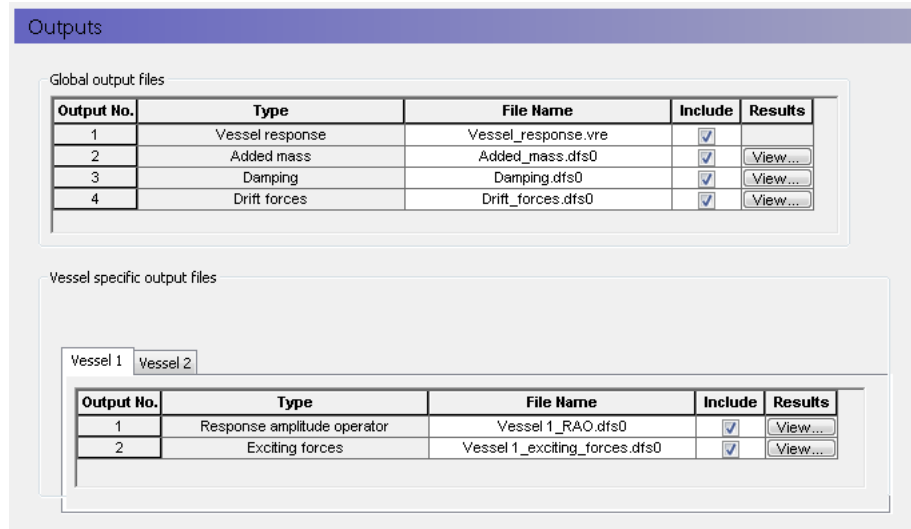 Outputs
Global output files
Output No. Type File Name Include Results
1 Vessel response Vessel_response.vre
2 Added mass Added_mass.dfs0 View...
3 Damping Damping.dfs0 View...
4 Drift forces Drift_forces.dfs0 View...
Vessel specific output files
Vessel 1 Vessel 2
Output No. Type File Name Include Results
1 Response amplitude operator Vessel 1_RAO.dfs0 View...
2 Exciting forces Vessel 1_exciting_forces.dfs0 View...